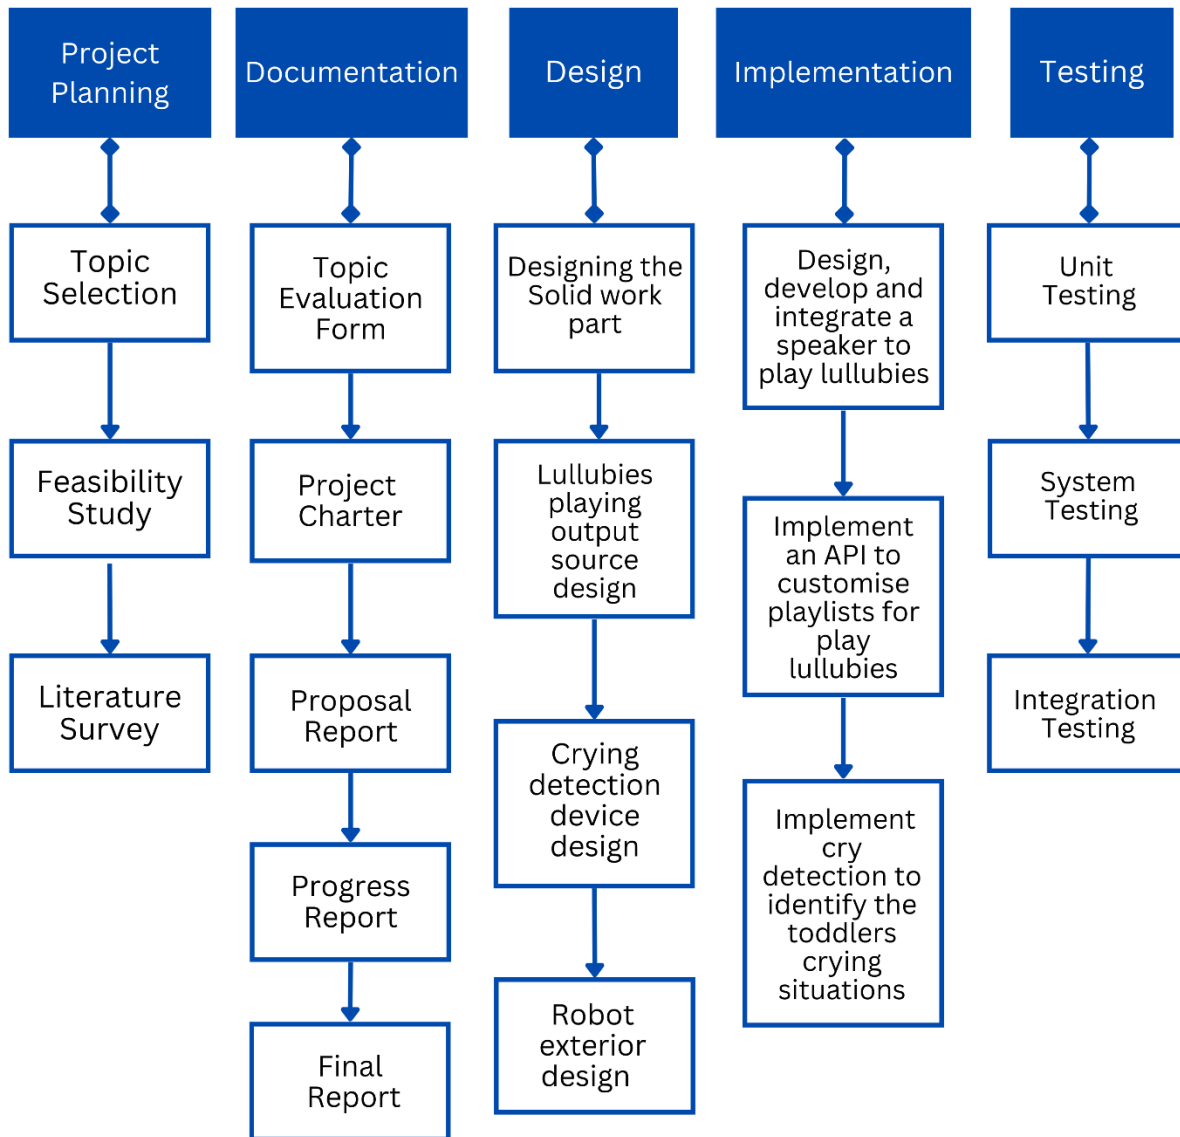 Project
Planning
Topic
Selection
Feasibility
Study
Literature
Survey
Documentation
Topic
Evaluation
Form
Project
Charter
Proposal
Report
Progress
Report
Final
Report
Design
Designing the
Solid work
part
Lullubies
playing
output
source
design
Crying
detection
device
design
Robot
exterior
design
Implementation
Design,
develop and
integrate a
speaker to
play lullubies
Implement
an API to
customise
playlists for
play
lullubies
Implement
cry
detection to
identify the
toddlers
crying
situations
Testing
Unit
Testing
System
Testing
Integration
Testing